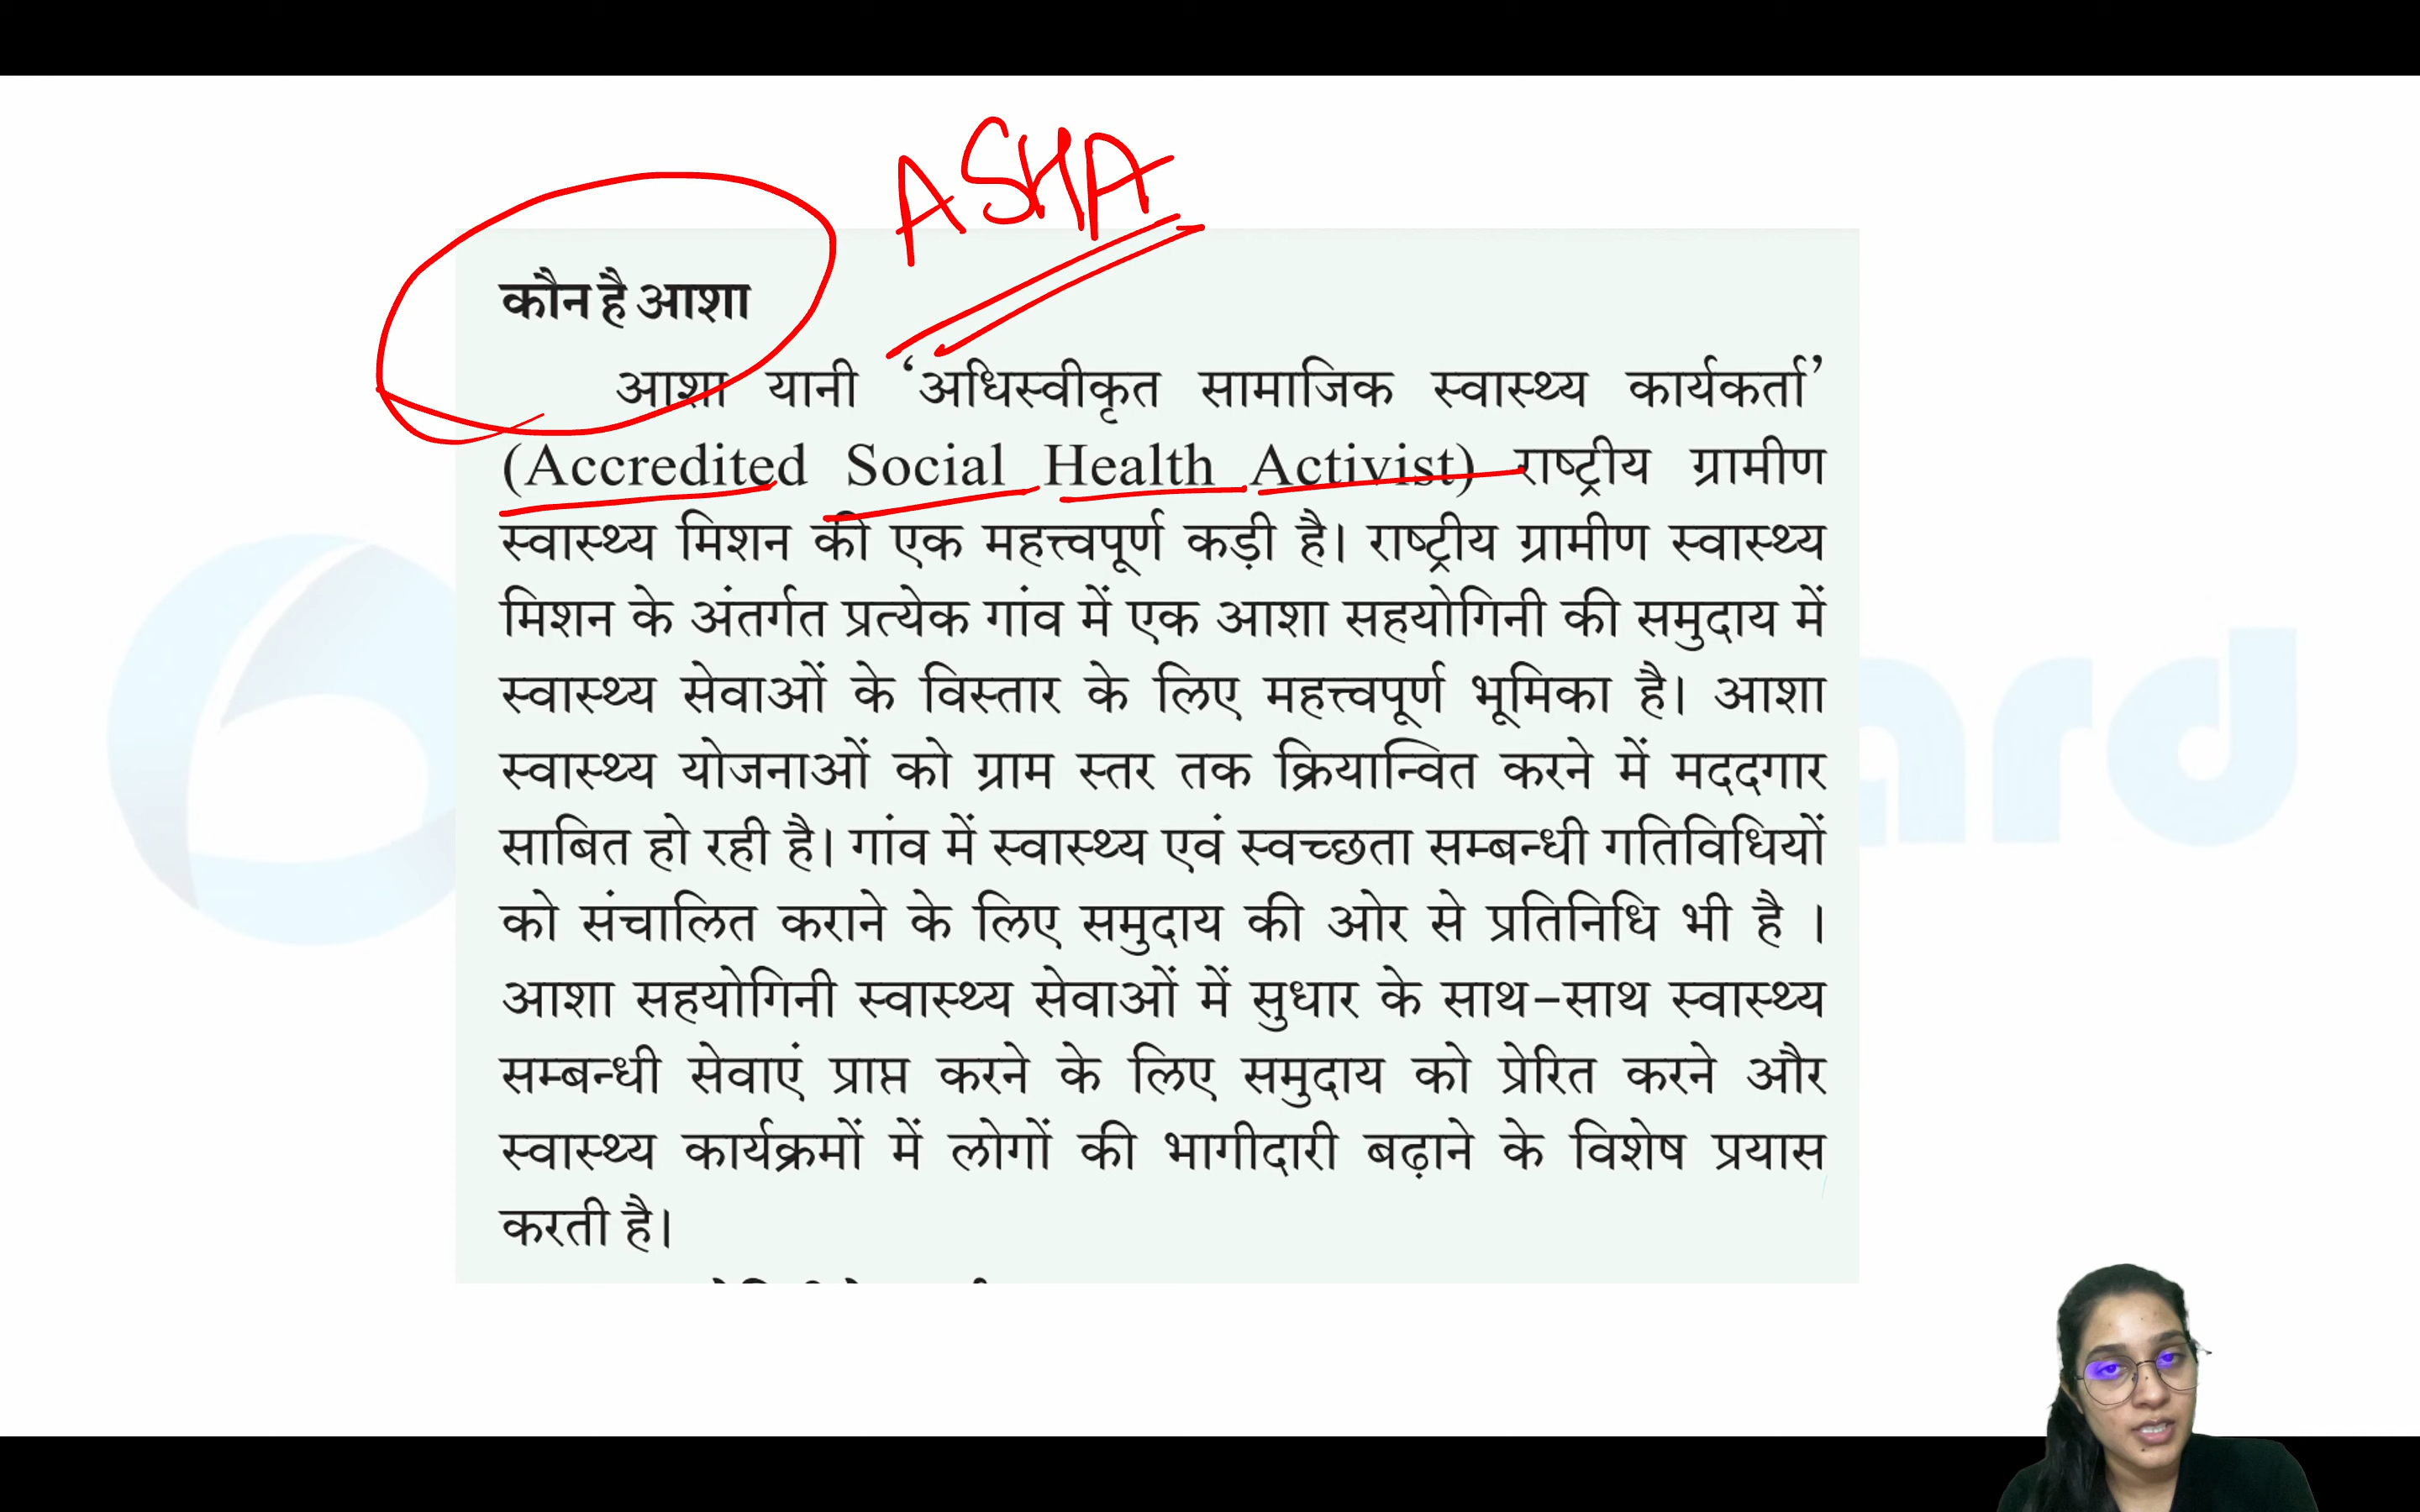 ASHA
कौन है आशा
आशा यानी ‘अधिस्वीकृत सामाजिक स्वास्थ्य कार्यकर्ता’
(Accredited Social Health Activist) राष्ट्रीय ग्रामीण
स्वास्थ्य मिशन की एक महत्त्वपूर्ण कड़ी है। राष्ट्रीय ग्रामीण स्वास्थ्य
मिशन के अंतर्गत प्रत्येक गांव में एक आशा सहयोगिनी की समुदाय में
स्वास्थ्य सेवाओं के विस्तार के लिए महत्त्वपूर्ण भूमिका है। आशा
स्वास्थ्य योजनाओं को ग्राम स्तर तक क्रियान्वित करने में मददगार
साबित हो रही है। गांव में स्वास्थ्य एवं स्वच्छता सम्बन्धी गतिविधियों
को संचालित कराने के लिए समुदाय की ओर से प्रतिनिधि भी है ।
आशा सहयोगिनी स्वास्थ्य सेवाओं में सुधार के साथ-साथ स्वास्थ्य
सम्बन्धी सेवाएं प्राप्त करने के लिए समुदाय को प्रेरित करने और
स्वास्थ्य कार्यक्रमों में लोगों की भागीदारी बढ़ाने के विशेष प्रयास
करती है।